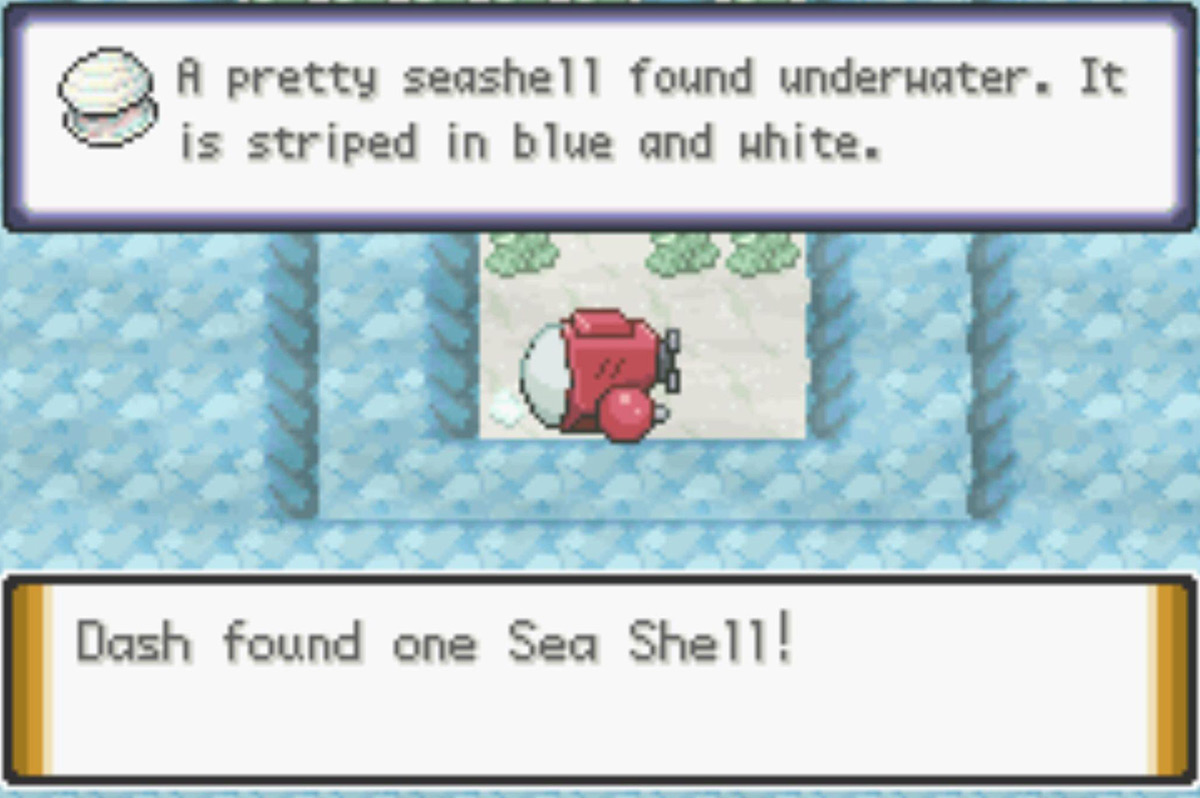 A pretty seashell found underwater. It
is striped in blue and white.
Dash found one Sea Shell!